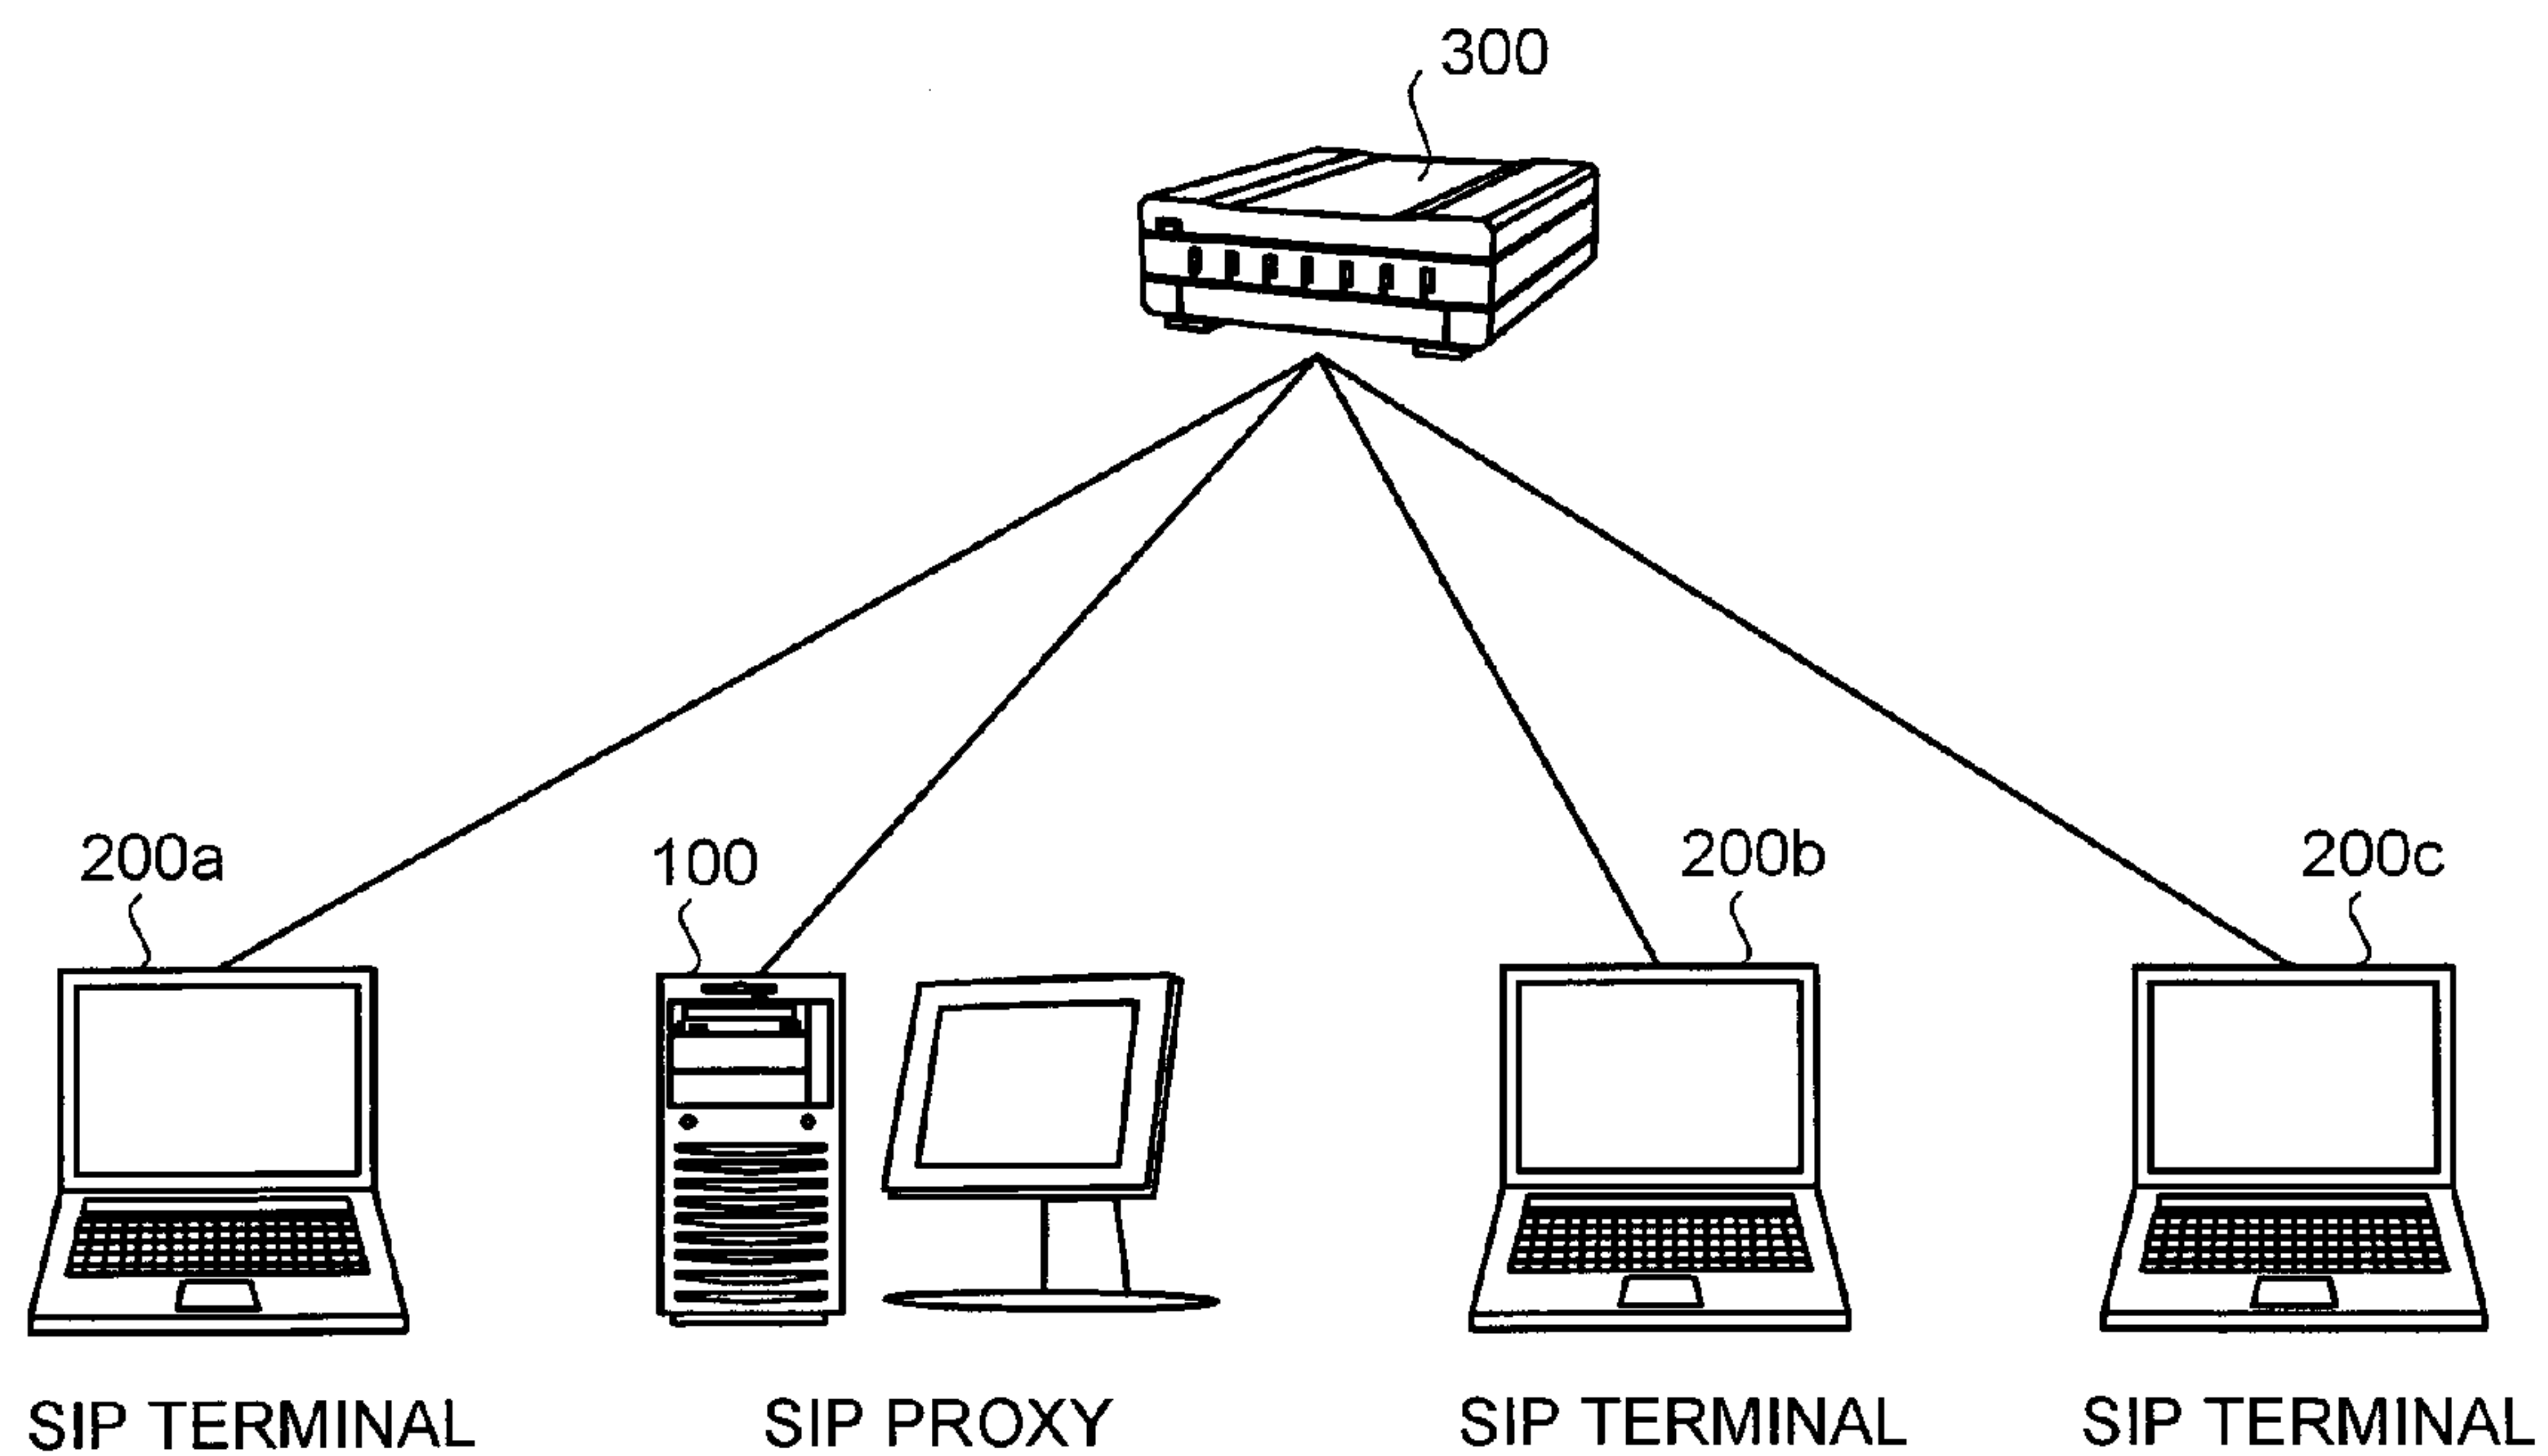 300
200a
100
200b
200c
SIP TERMINAL
SIP PROXY
SIP TERMINAL
SIP TERMINAL